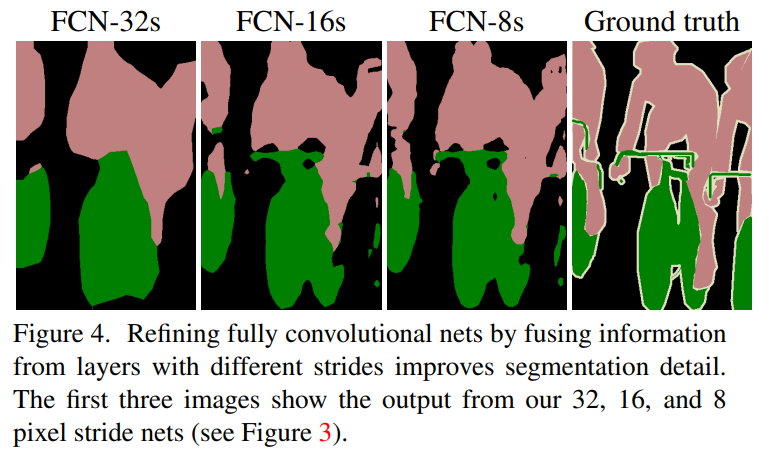 FCN-32s FCN-16s FCN-8s Ground truth
Figure 4. Refining fully convolutional nets by fusing information
from layers with different strides improves segmentation detail.
The first three images show the output from our 32, 16, and 8
pixel stride nets (see Figure 3).